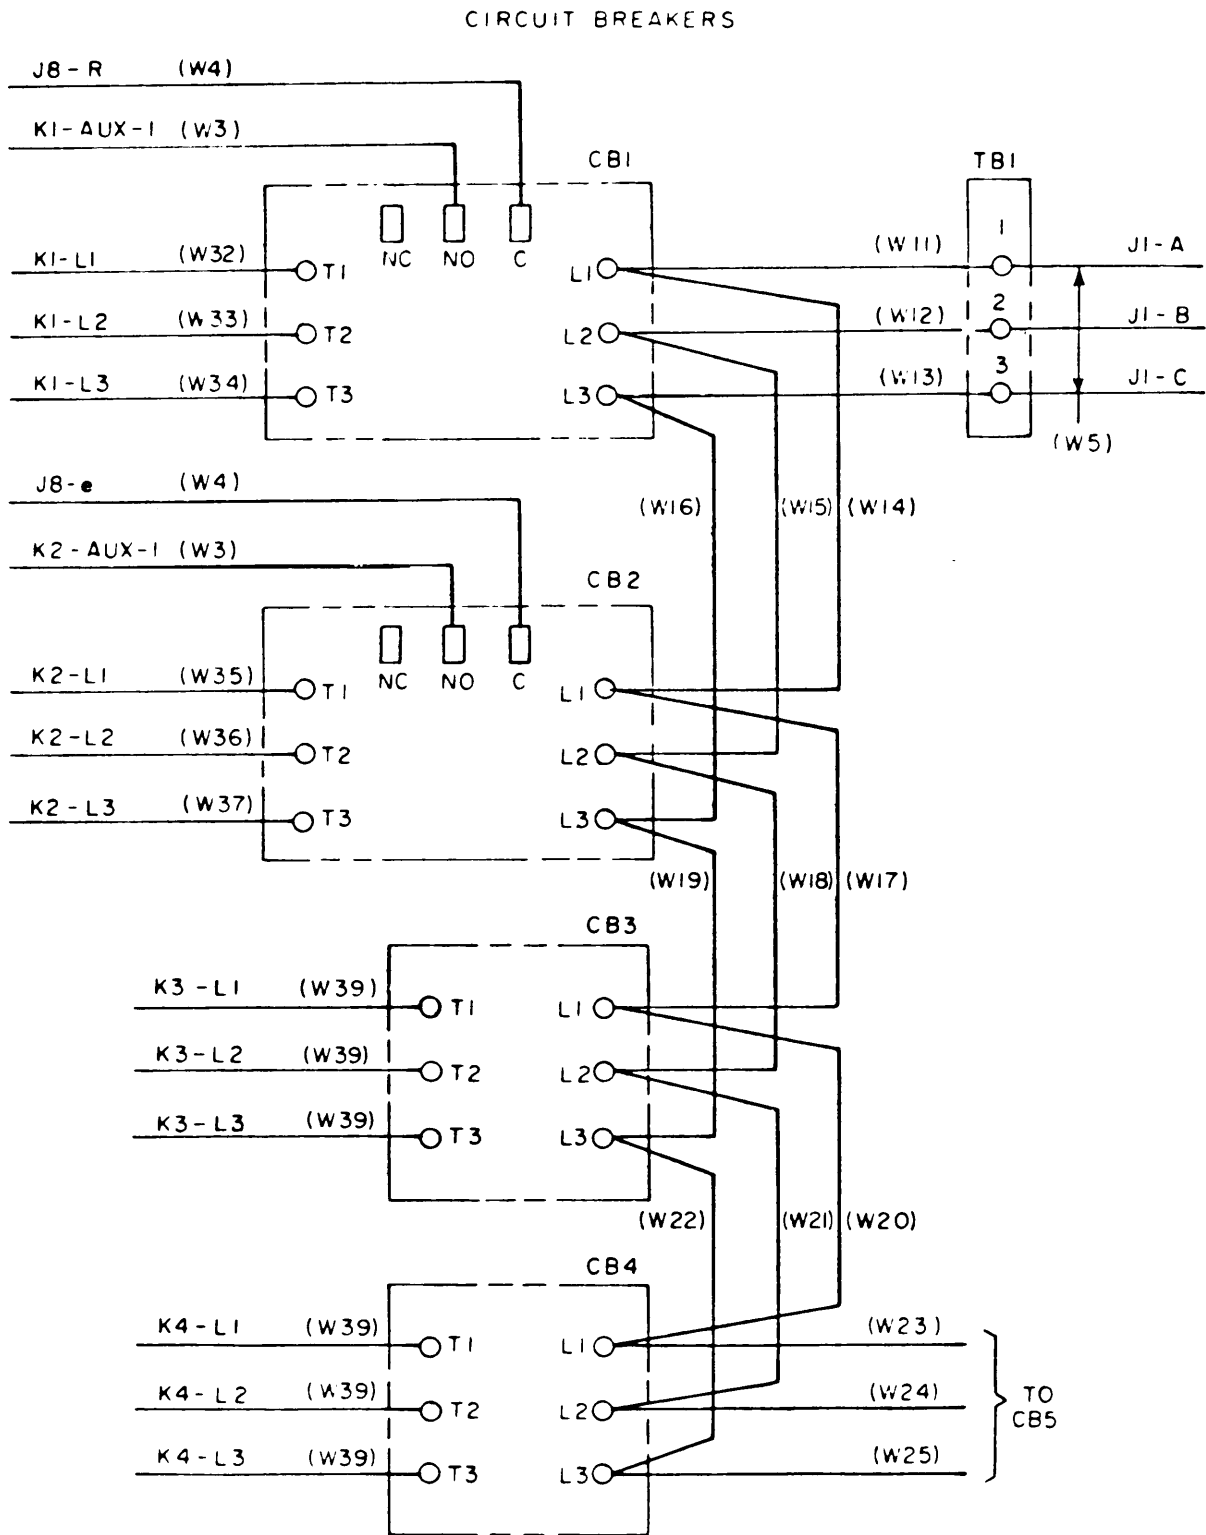 CIRCUIT BREAKERS
J8-R (W4)
K1-AUX-1 (W3)
CB1
TB1
NC NO C
1
K1-L1 (W32) T1 L1 (W11) J1-A
K1-L2 (W33) T2 L2 (W12) 2 J1-B
K1-L3 (W34) T3 L3 (W13) 3 J1-C
(W5)
J8-e (W4)
(W16) (W15) (W14)
K2-AUX-1 (W3)
CB2
NC NO C
K2-L1 (W35) T1 L1
K2-L2 (W36) T2 L2
K2-L3 (W37) T3 L3
(W19) (W18) (W17)
CB3
K3-L1 (W39) T1 L1
K3-L2 (W39) T2 L2
K3-L3 (W39) T3 L3
(W22) (W21) (W20)
CB4
K4-L1 (W39) T1 L1 (W23)
K4-L2 (W39) T2 L2 (W24)
TO
CB5
K4-L3 (W39) T3 L3 (W25)